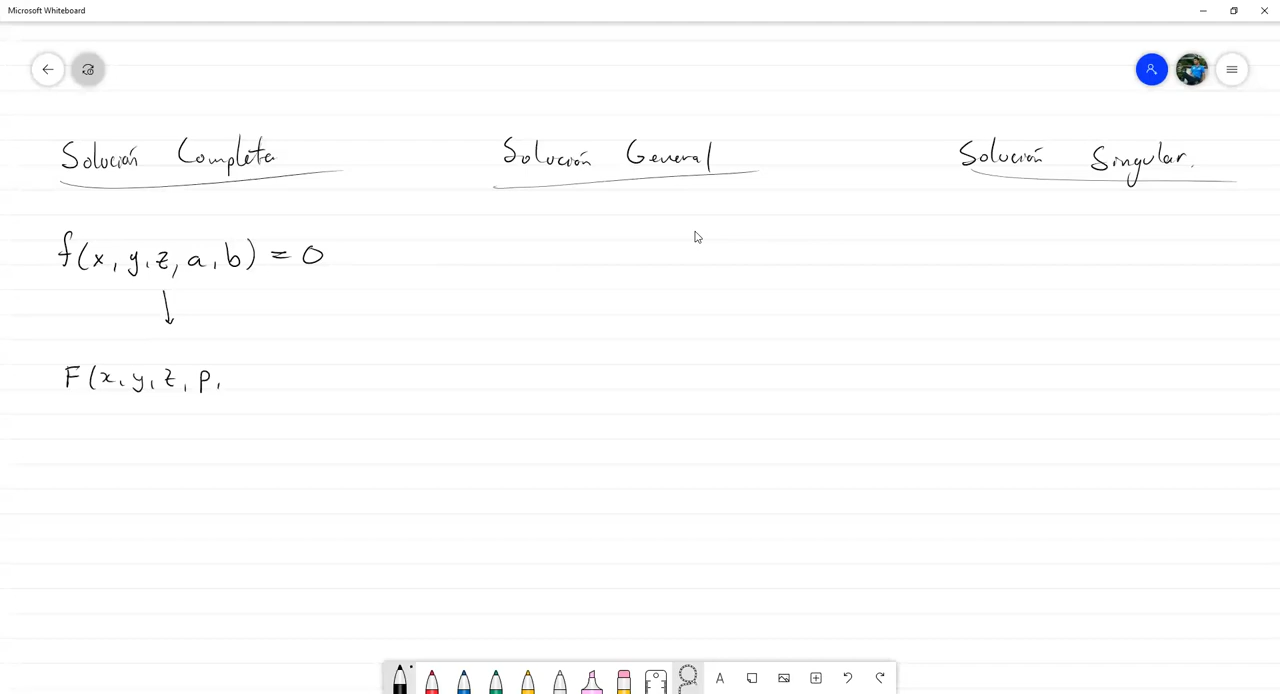 Microsoft Whiteboard
Solución Completa
Solución General
Solución Singular.
f(x, y, z, a, b) = 0
↓
F(x, y, z, p,
A